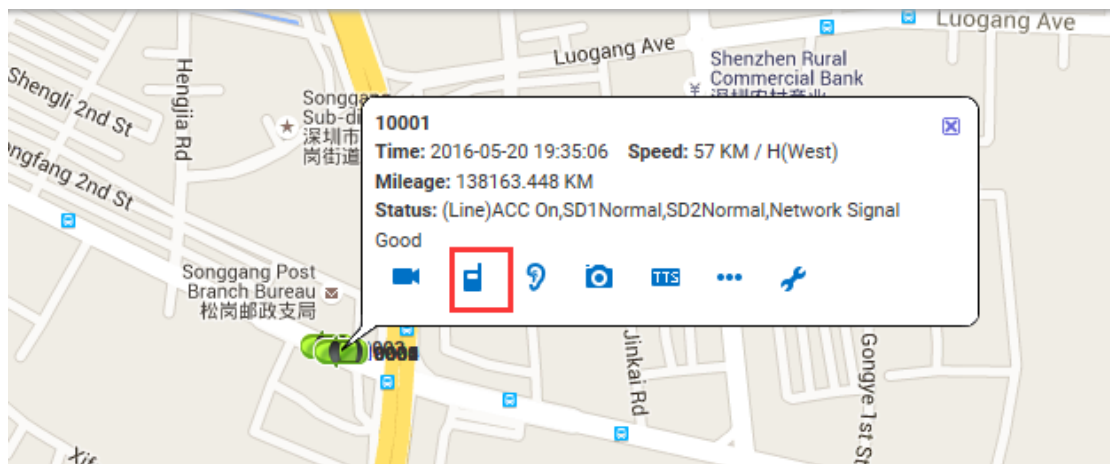 Luogang Ave
Luogang Ave
Shenzhen Rural
Commercial Bank
Hengjia Rd
Shengli 2nd St
2nd St
Songgang
Sub-di
深圳市
岗街道
10001
Time: 2016-05-20 19:35:06 Speed: 57 KM / H(West)
Mileage: 138163.448 KM
Status: (Line)ACC On,SD1Normal,SD2Normal,Network Signal
Good
TTS
Songgang Post
Branch Bureau
松岗邮政支局
Jinkai Rd
Gongye 1st St